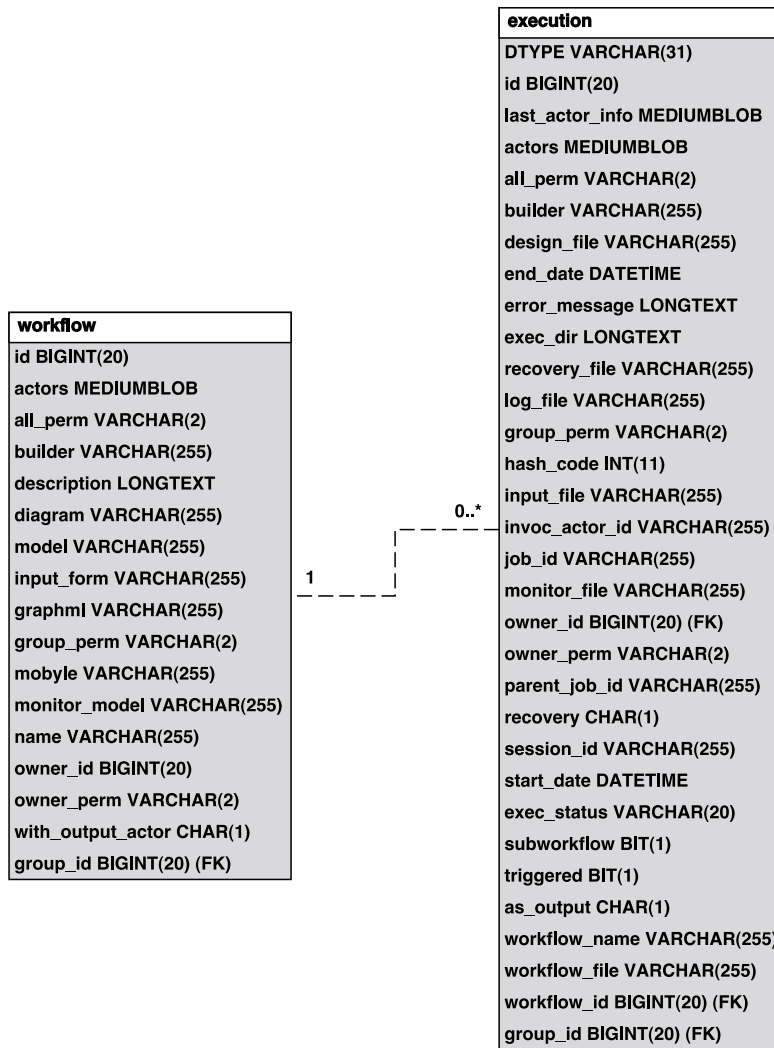 workflow
id BIGINT(20)
actors MEDIUMBLOB
all_perm VARCHAR(2)
builder VARCHAR(255)
description LONGTEXT
diagram VARCHAR(255)
model VARCHAR(255)
input_form VARCHAR(255)
graphml VARCHAR(255)
group_perm VARCHAR(2)
mobyle VARCHAR(255)
monitor_model VARCHAR(255)
name VARCHAR(255)
owner_id BIGINT(20)
owner_perm VARCHAR(2)
with_output_actor CHAR(1)
group_id BIGINT(20) (FK)
1
0..*
execution
DTYPE VARCHAR(31)
id BIGINT(20)
last_actor_info MEDIUMBLOB
actors MEDIUMBLOB
all_perm VARCHAR(2)
builder VARCHAR(255)
design_file VARCHAR(255)
end_date DATETIME
error_message LONGTEXT
exec_dir LONGTEXT
recovery_file VARCHAR(255)
log_file VARCHAR(255)
group_perm VARCHAR(2)
hash_code INT(11)
input_file VARCHAR(255)
invoc_actor_id VARCHAR(255)
job_id VARCHAR(255)
monitor_file VARCHAR(255)
owner_id BIGINT(20) (FK)
owner_perm VARCHAR(2)
parent_job_id VARCHAR(255)
recovery CHAR(1)
session_id VARCHAR(255)
start_date DATETIME
exec_status VARCHAR(20)
subworkflow BIT(1)
triggered BIT(1)
as_output CHAR(1)
workflow_name VARCHAR(255)
workflow_file VARCHAR(255)
workflow_id BIGINT(20) (FK)
group_id BIGINT(20) (FK)